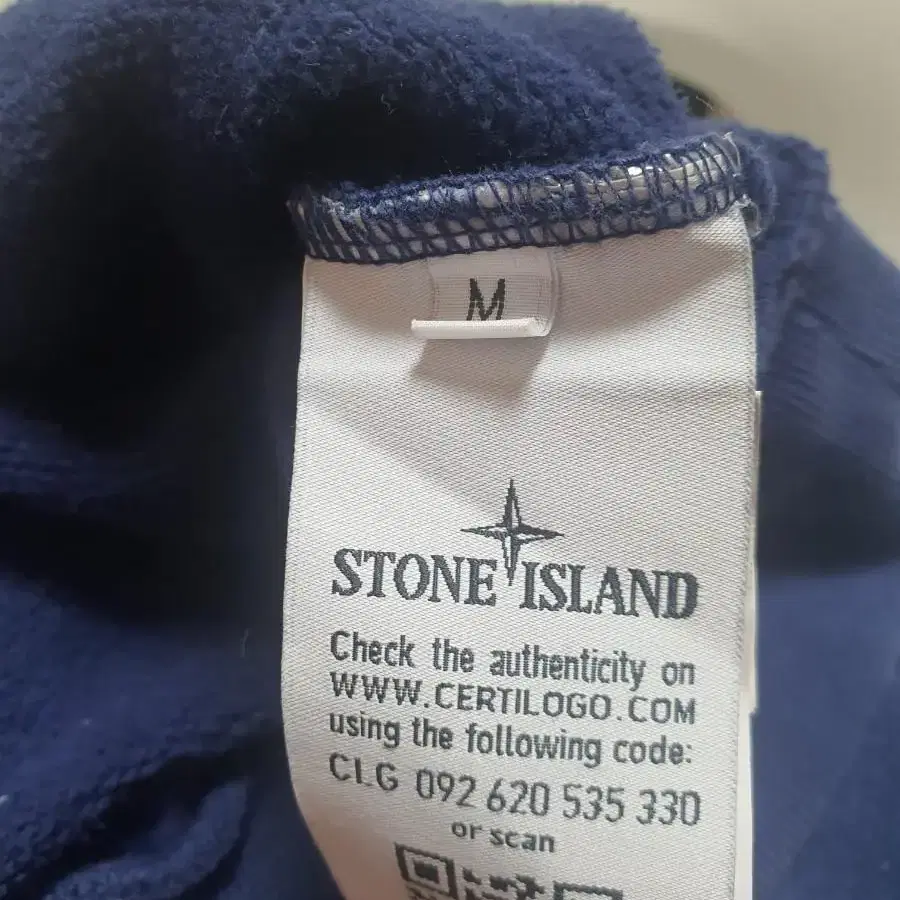 M
STONE ISLAND
Check the authenticity on
WWW.CERTILOGO.COM
using the following code:
CLG 092 620 535 330
or scan